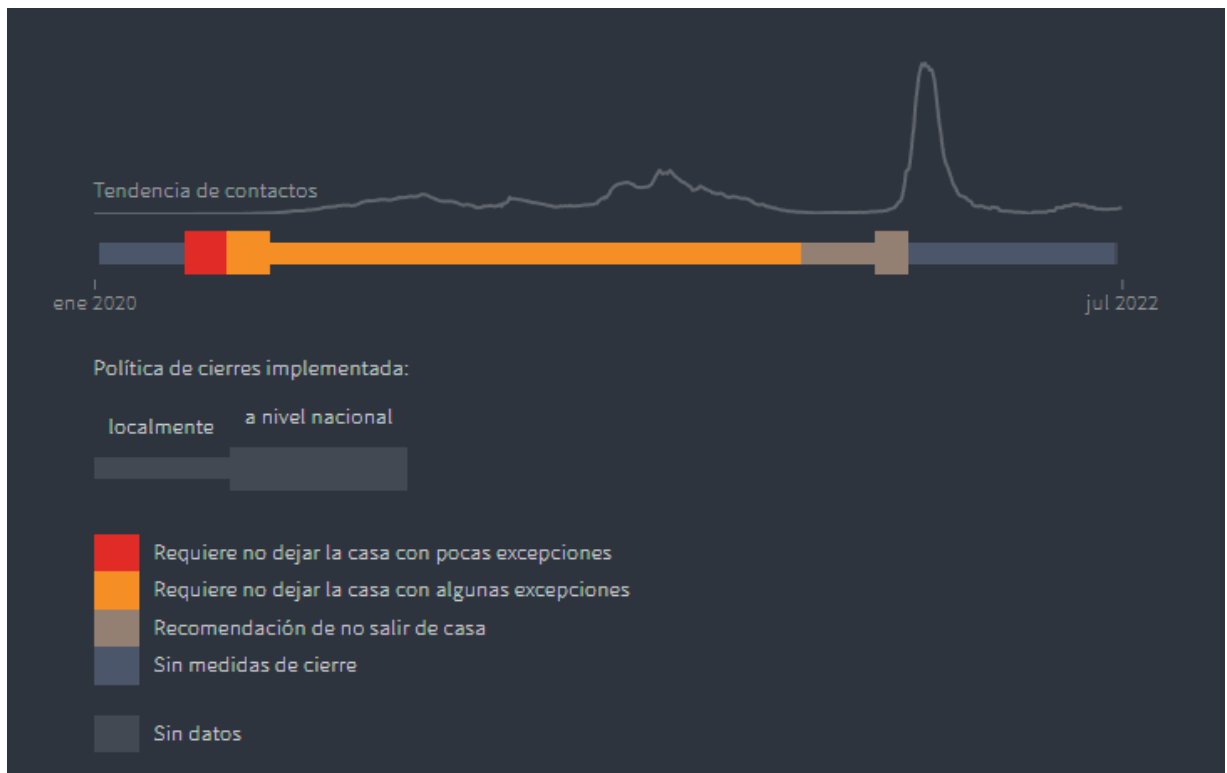 Tendencia de contactos
ene 2020
jul 2022
Política de cierres implementada:
localmente
a nivel nacional
Requiere no dejar la casa con pocas excepciones
Requiere no dejar la casa con algunas excepciones
Recomendación de no salir de casa
Sin medidas de cierre
Sin datos